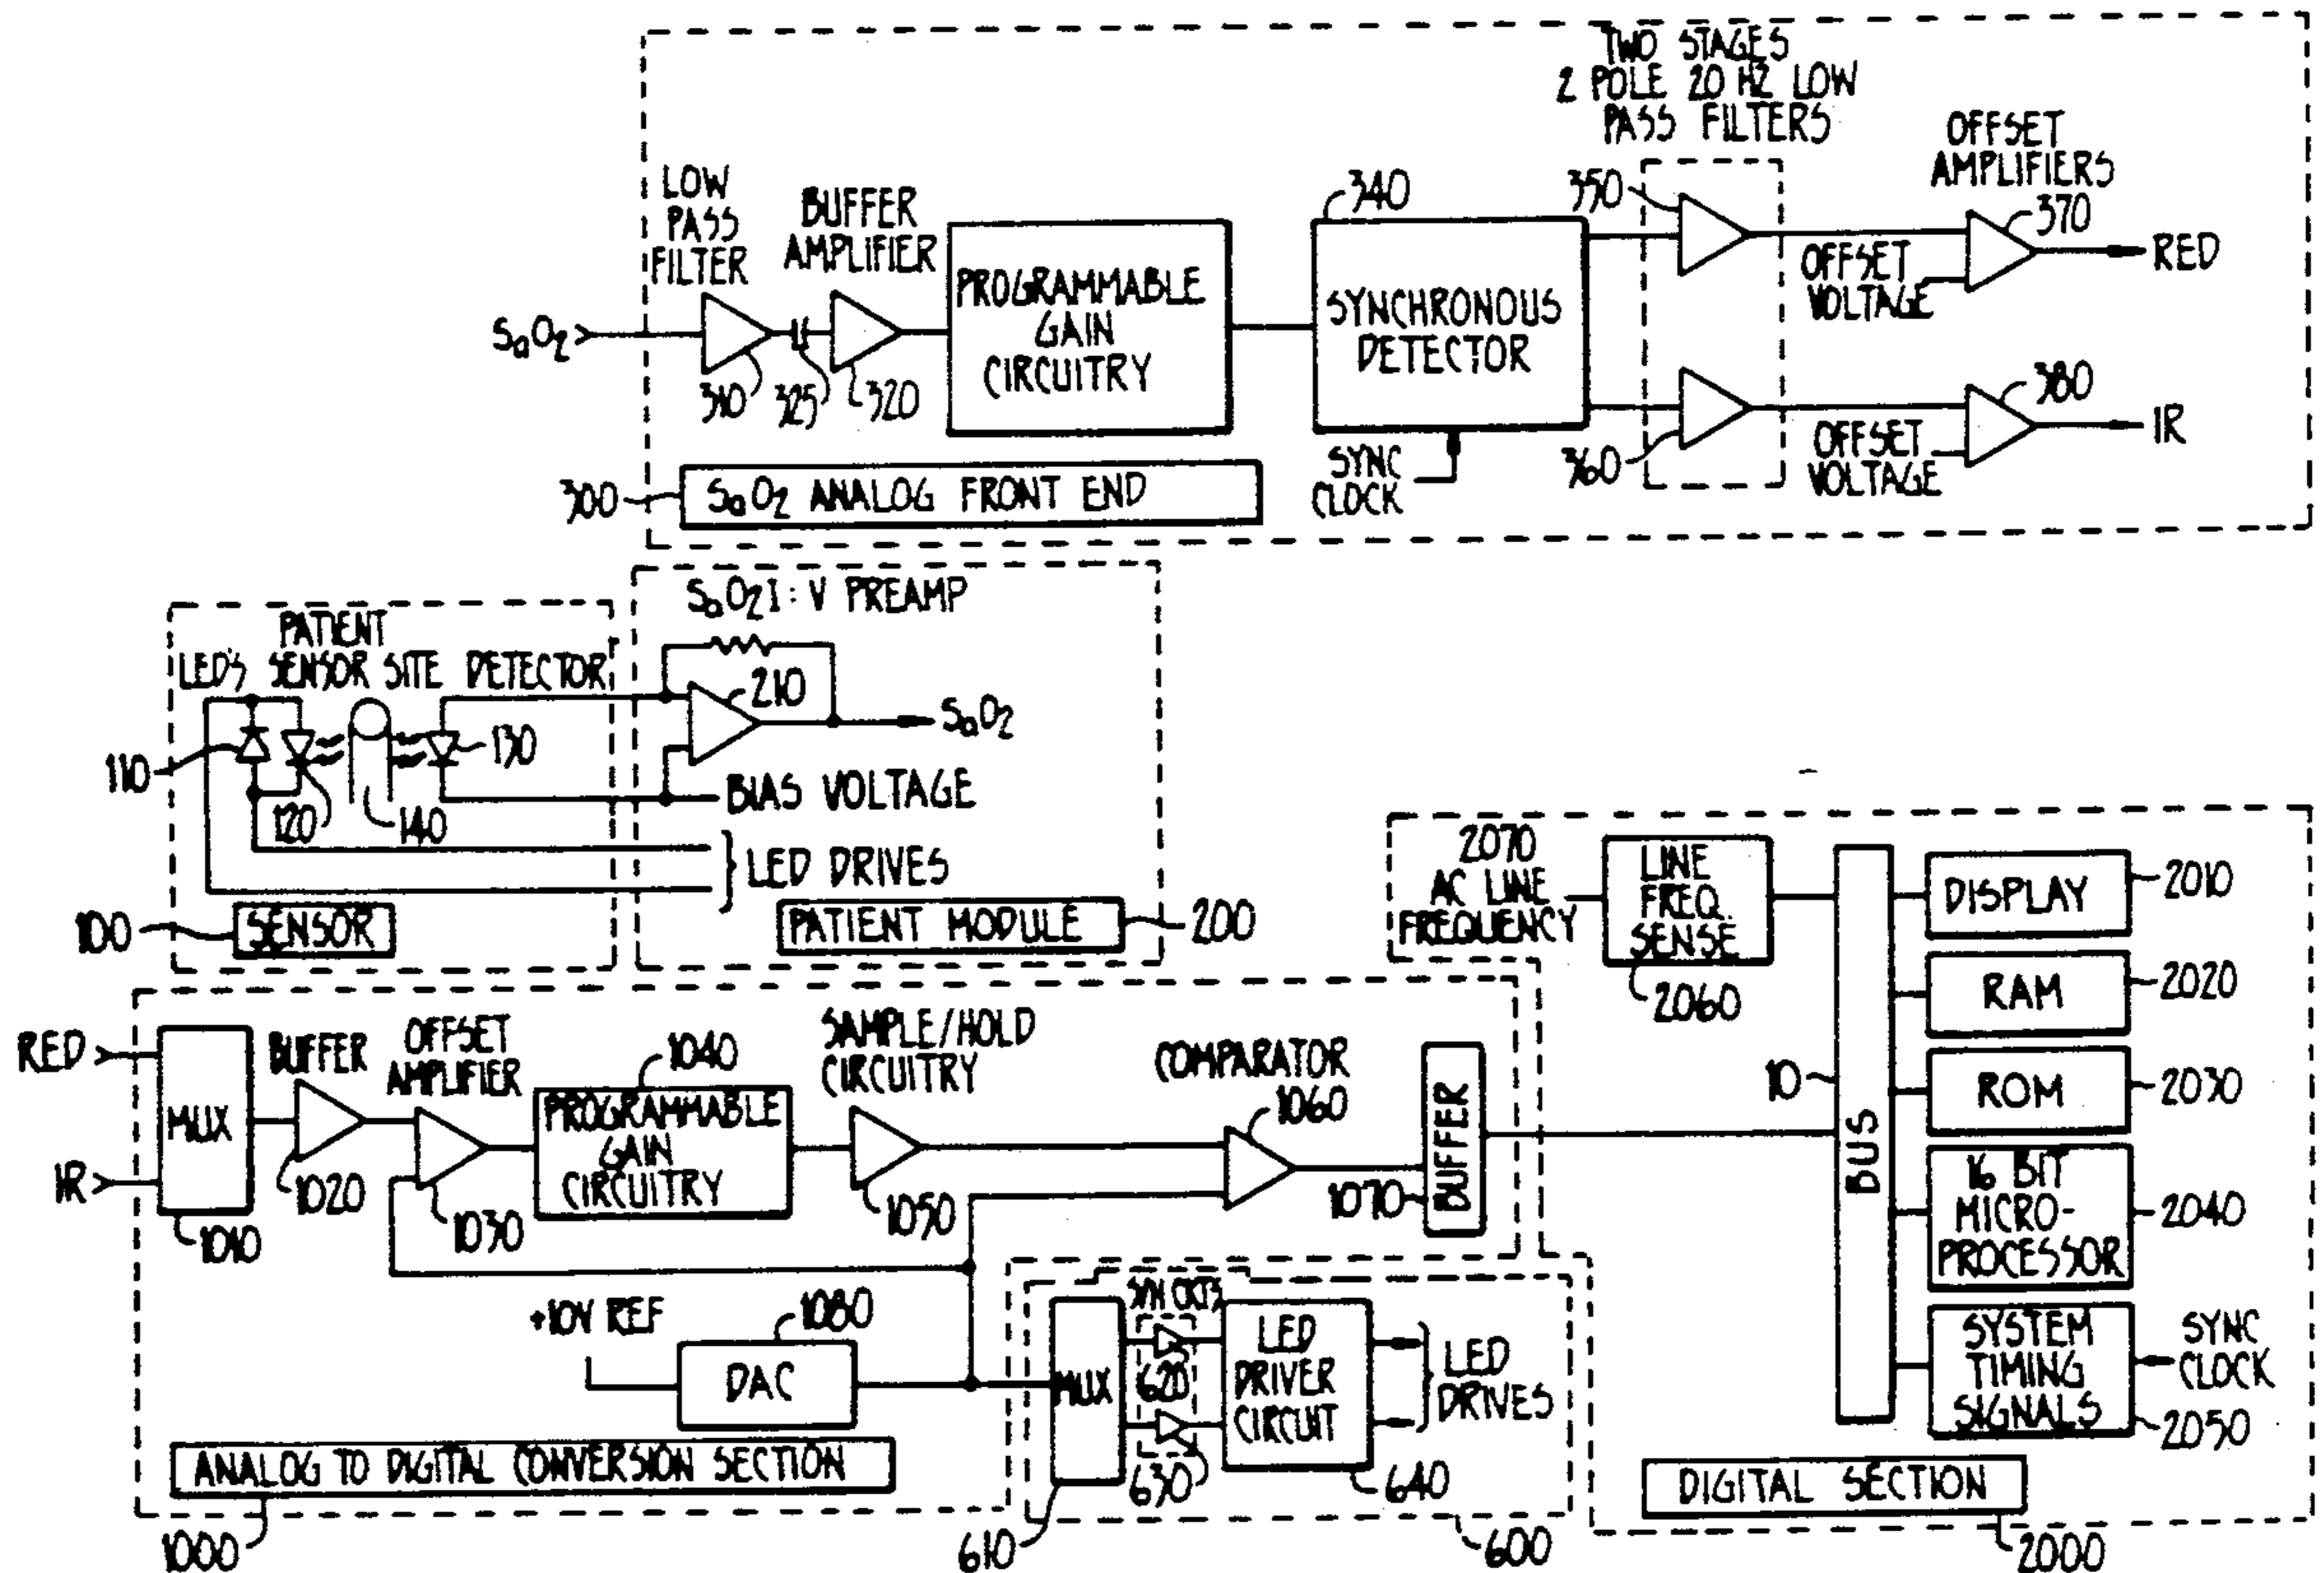 TWO STAGES
2 POLE 20 HZ LOW
PASS FILTERS
OFFSET
AMPLIFIERS
LOW
PASS
FILTER
BUFFER
AMPLIFIER
340
350
370
RED
SaO2
PROGRAMMABLE
GAIN
CIRCUITRY
SYNCHRONOUS
DETECTOR
OFFSET
VOLTAGE
310
325
320
380
IR
360
OFFSET
VOLTAGE
SYNC
CLOCK
300
SaO2 ANALOG FRONT END
SaO2 I:V PREAMP
PATIENT
LED'S SENSOR SITE DETECTOR
210
SaO2
110
130
120
140
BIAS VOLTAGE
LED DRIVES
100
SENSOR
PATIENT MODULE
200
2070
AC LINE
FREQUENCY
LINE
FREQ.
SENSE
2060
DISPLAY
2010
RAM
2020
10
BUS
ROM
2030
16 BIT
MICRO-
PROCESSOR
2040
SYSTEM
TIMING
SIGNALS
SYNC
CLOCK
2050
DIGITAL SECTION
2000
RED
IR
MUX
1010
BUFFER
1020
OFFSET
AMPLIFIER
1030
1040
PROGRAMMABLE
GAIN
CIRCUITRY
SAMPLE/HOLD
CIRCUITRY
1050
COMPARATOR
1060
1070
BUFFER
+10V REF
1080
DAC
ANALOG TO DIGITAL CONVERSION SECTION
1000
MUX
610
S/H CKTS
620
630
LED
DRIVER
CIRCUIT
640
LED
DRIVES
600